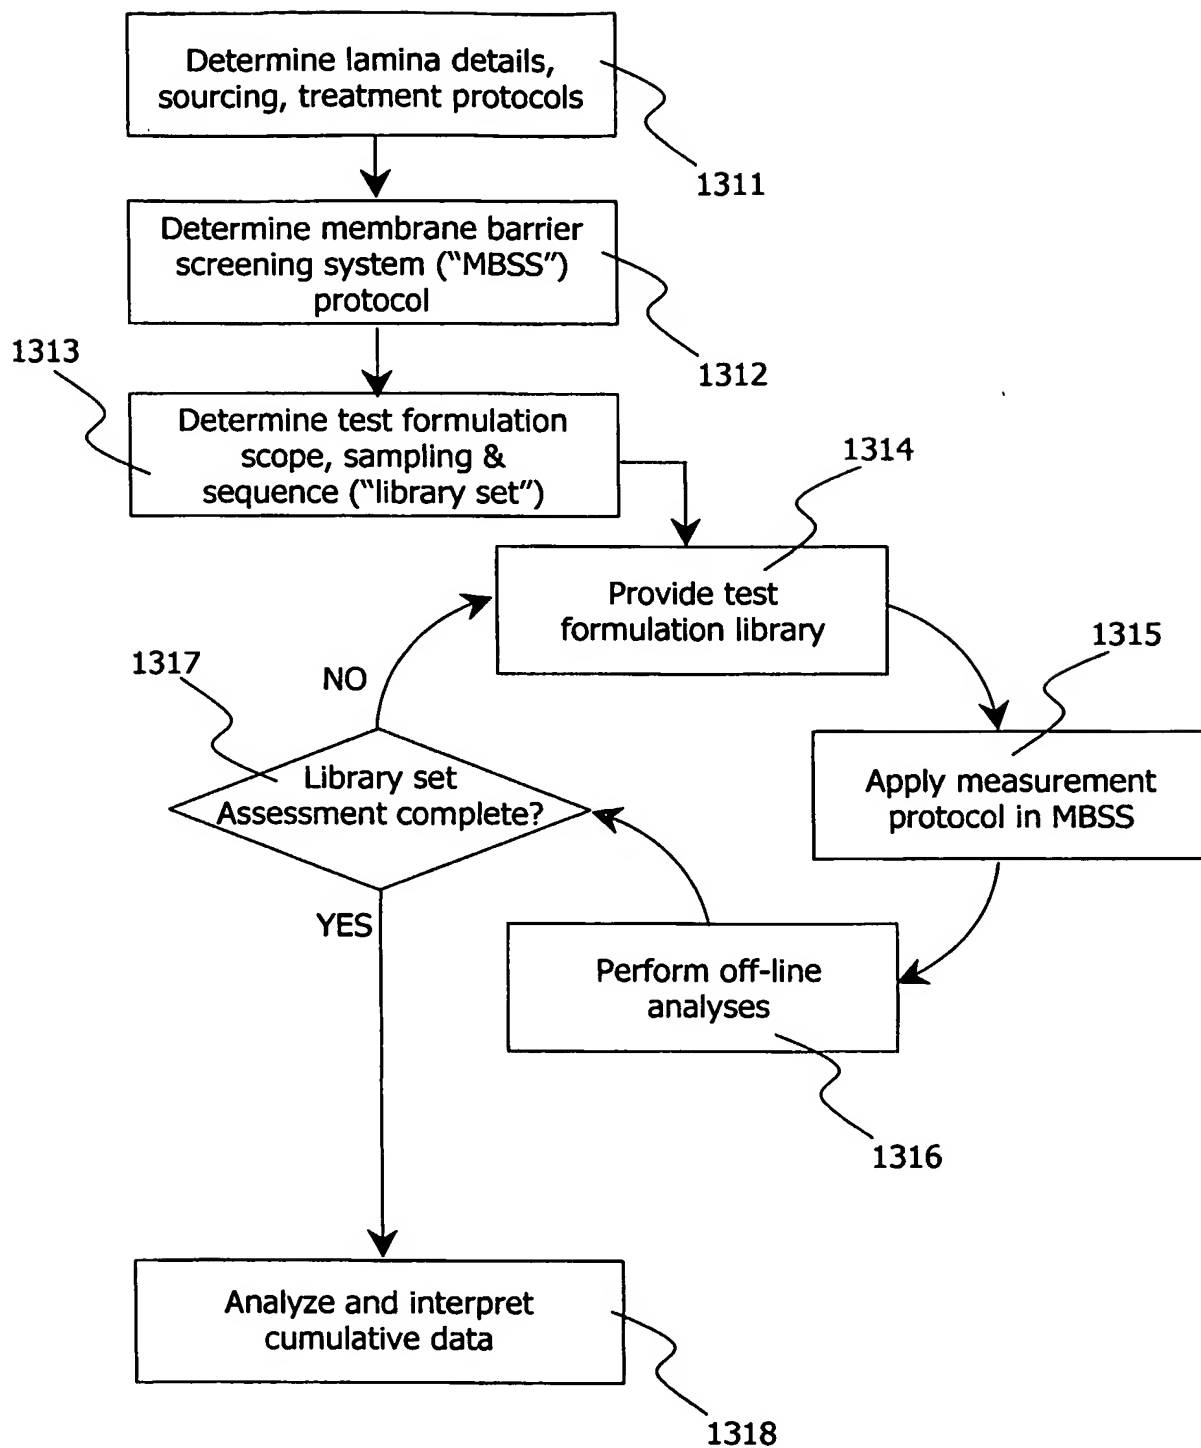 Determine lamina details,
sourcing, treatment protocols
1311
Determine membrane barrier
screening system (“MBSS”)
protocol
1312
1313
Determine test formulation
scope, sampling &
sequence (“library set”)
1314
Provide test
formulation library
1315
Apply measurement
protocol in MBSS
1317
NO
Library set
Assessment complete?
YES
Perform off-line
analyses
1316
Analyze and interpret
cumulative data
1318